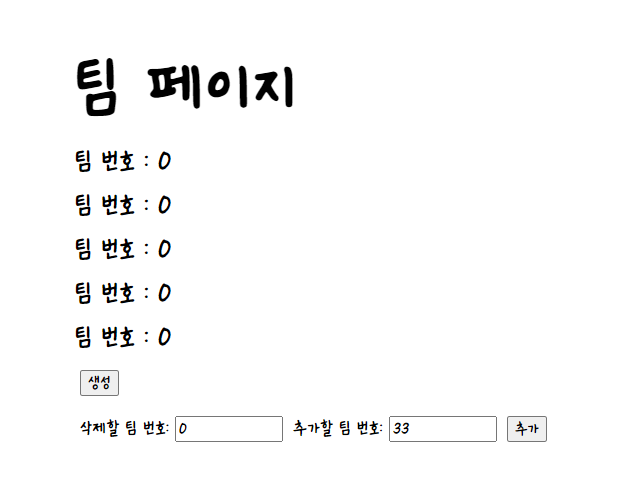 팀 페이지
팀 번호 : 0
팀 번호 : 0
팀 번호 : 0
팀 번호 : 0
팀 번호 : 0
생성
삭제할 팀 번호: 0 추가할 팀 번호: 33 추가